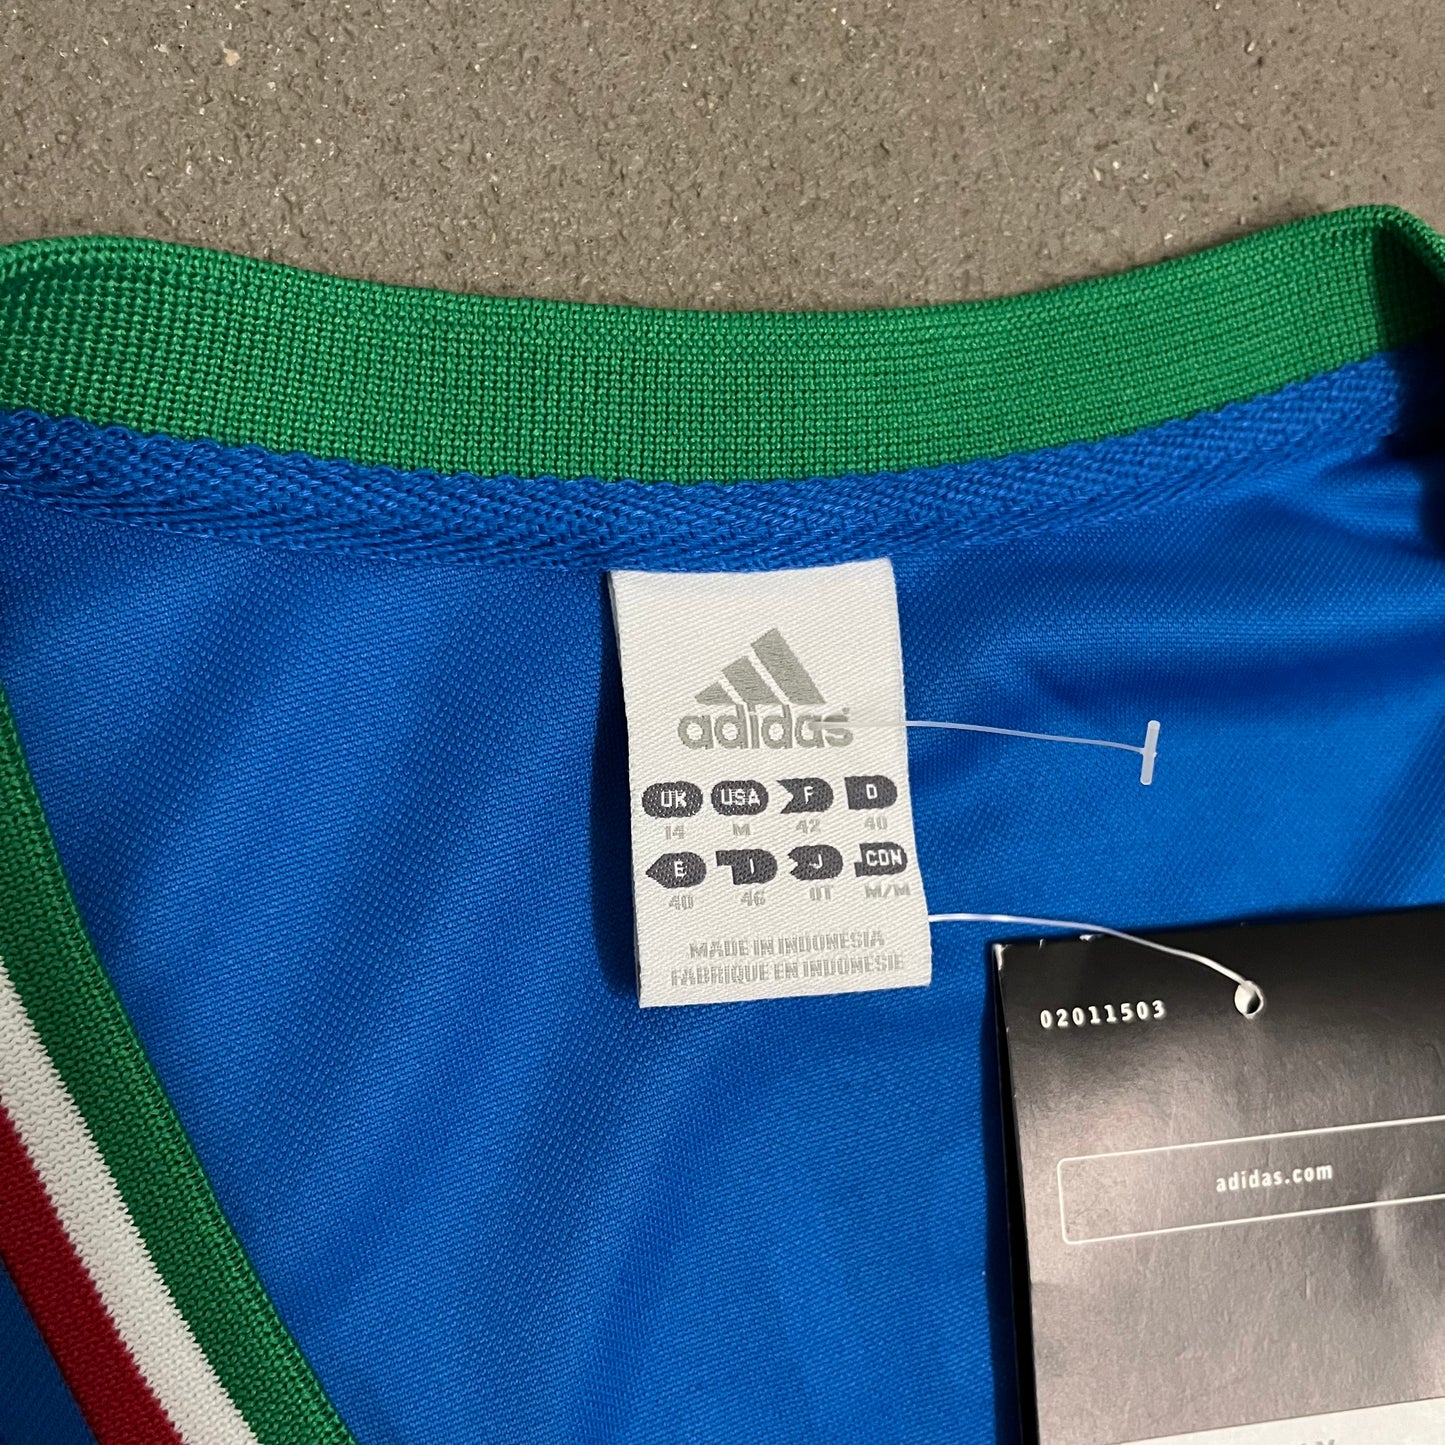 adidas
UK USA F D
14 M 42 40
E I J CDN
40 46 OT M/M
MADE IN INDONESIA
FABRIQUE EN INDONESIE
02011503
adidas.com